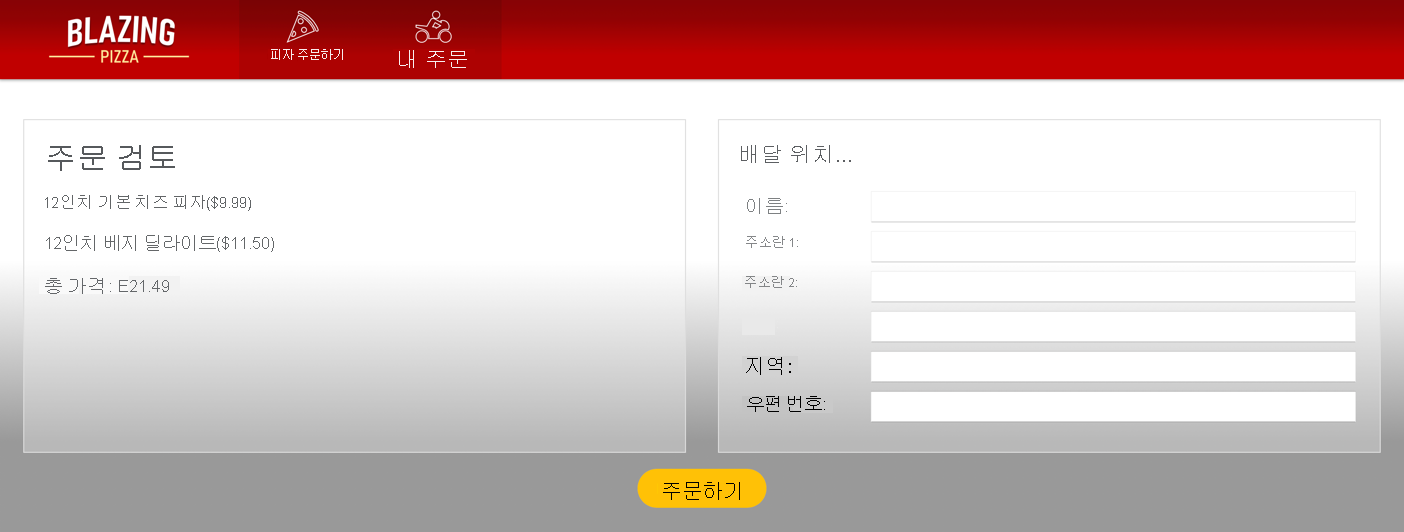 BLAZING
PIZZA
피자 주문하기
내 주문
주문 검토
12인치 기본 치즈 피자($9.99)
12인치 베지 딜라이트($11.50)
총 가격: E21.49
배달 위치...
이름:
주소란 1:
주소란 2:
지역:
우편 번호:
주문하기